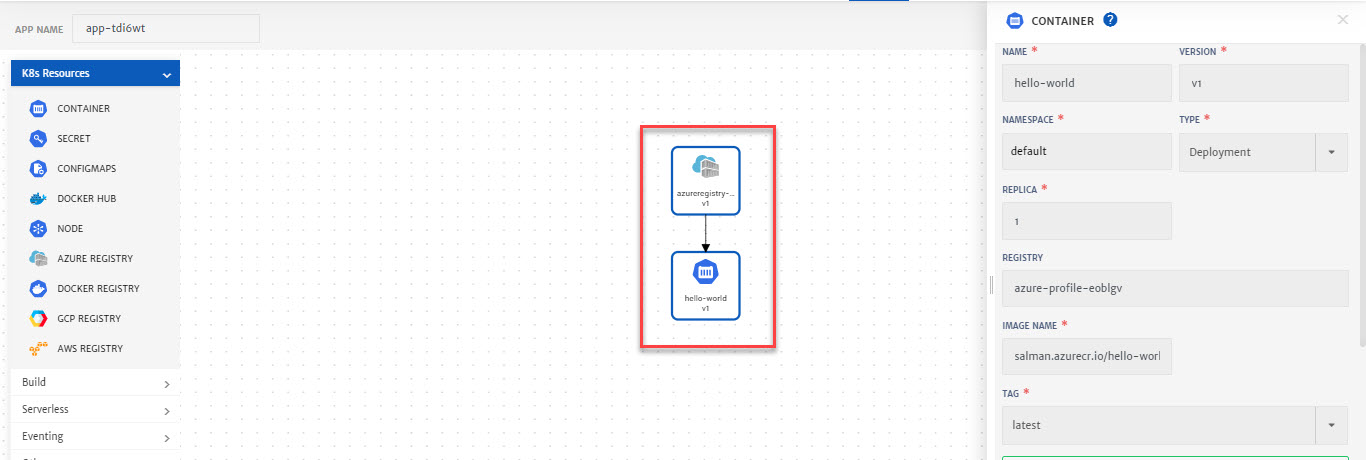 APP NAME
app-tdi6wt
K8s Resources
CONTAINER
SECRET
CONFIGMAPS
DOCKER HUB
NODE
AZURE REGISTRY
DOCKER REGISTRY
GCP REGISTRY
AWS REGISTRY
Build
Serverless
Eventing
azureregistry-...
v1
hello-world
v1
CONTAINER ?
NAME * VERSION *
hello-world v1
NAMESPACE * TYPE *
default Deployment
REPLICA *
1
REGISTRY
azure-profile-eoblgv
IMAGE NAME *
salman.azurecr.io/hello-worl
TAG *
latest